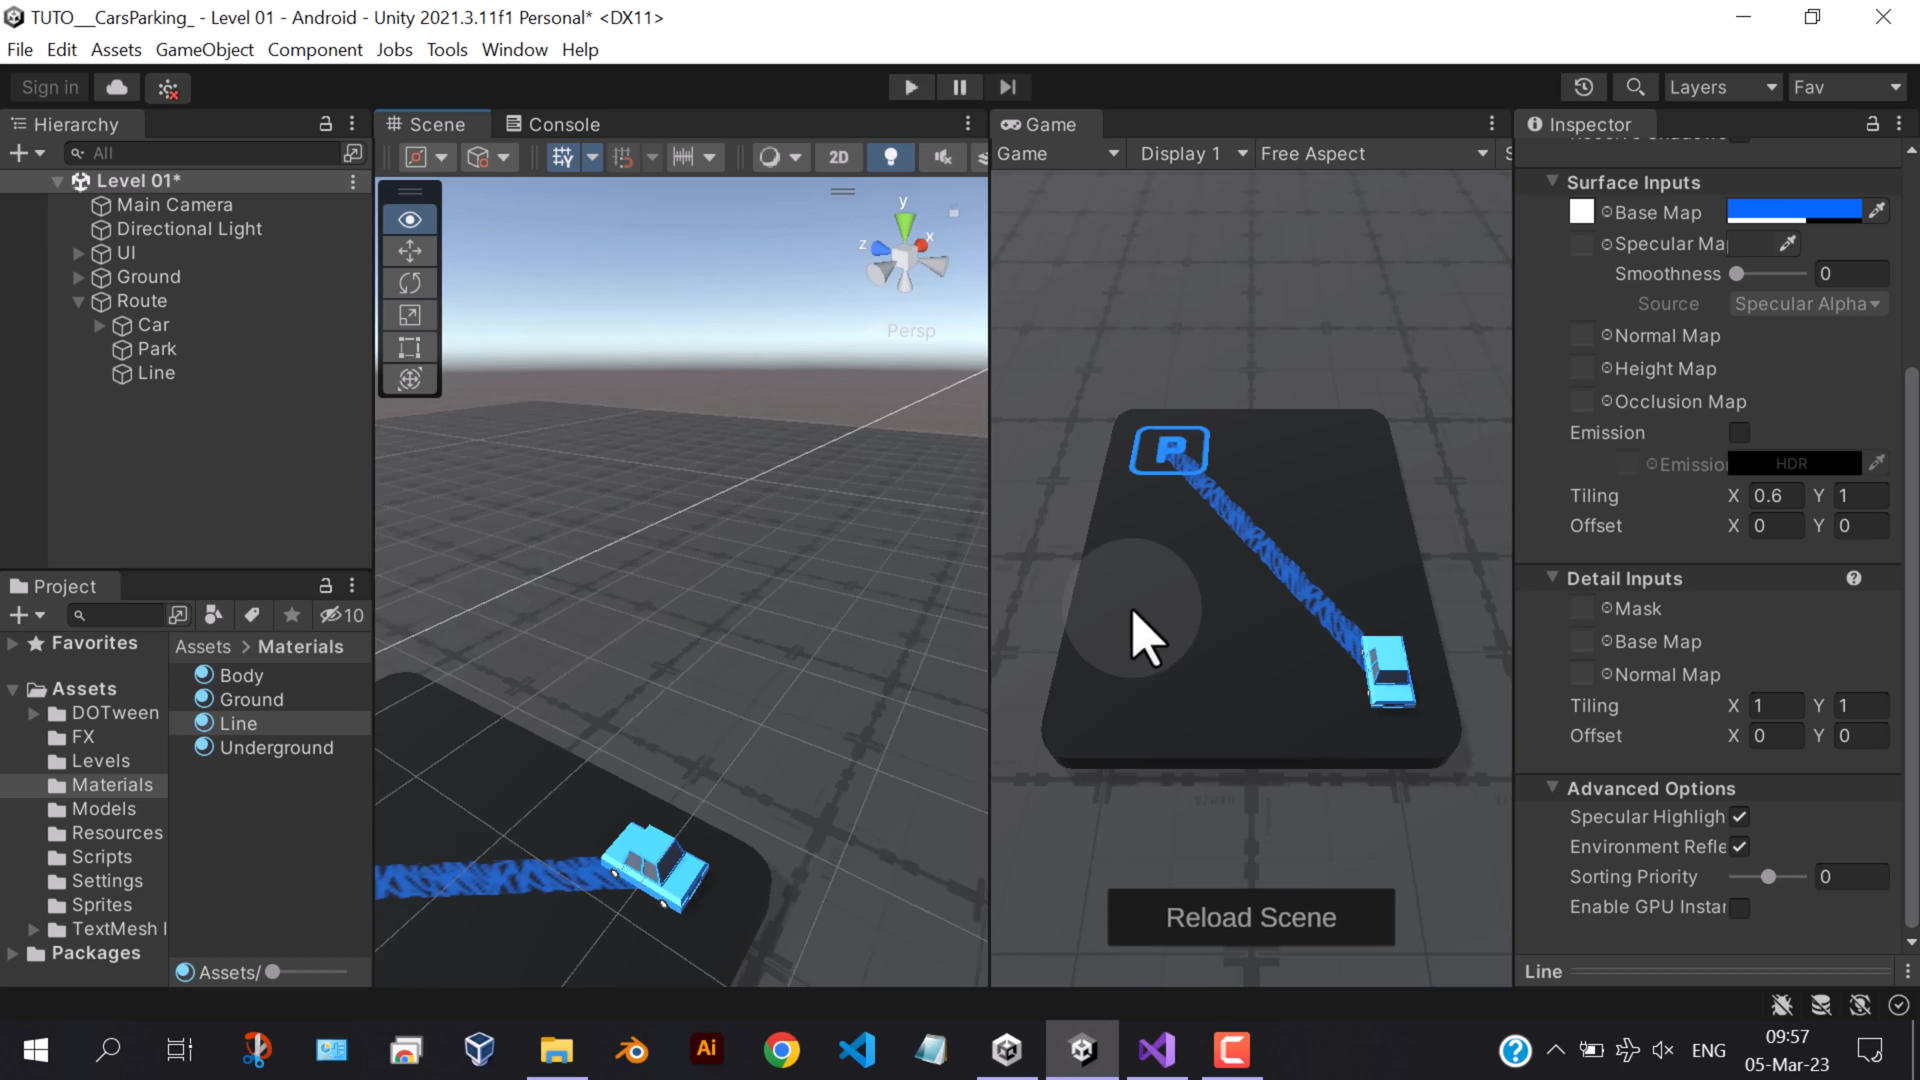 TUTO__CarsParking_ - Level 01 - Android - Unity 2021.3.11f1 Personal* <DX11>
File Edit Assets GameObject Component Jobs Tools Window Help
Sign in
Layers
Fav
Hierarchy
All
Level 01*
Main Camera
Directional Light
UI
Ground
Route
Car
Park
Line
Scene
Console
2D
y
x
z
Persp
Game
Game
Display 1
Free Aspect
S
P
Reload Scene
Inspector
Surface Inputs
Base Map
Specular Ma
Smoothness 0
Source Specular Alpha
Normal Map
Height Map
Occlusion Map
Emission
Emissio HDR
Tiling X 0.6 Y 1
Offset X 0 Y 0
Detail Inputs
Mask
Base Map
Normal Map
Tiling X 1 Y 1
Offset X 0 Y 0
Advanced Options
Specular Highligh
Environment Refle
Sorting Priority 0
Enable GPU Instar
Line
Project
10
Favorites
Assets
DOTween
FX
Levels
Materials
Models
Resources
Scripts
Settings
Sprites
TextMesh
Packages
Assets > Materials
Body
Ground
Line
Underground
Assets/
Ai
ENG
09:57
05-Mar-23